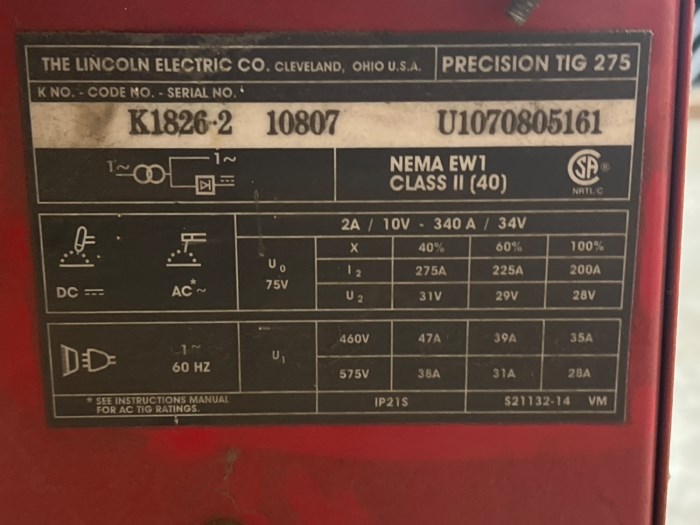 THE LINCOLN ELECTRIC CO. CLEVELAND, OHIO U.S.A. PRECISION TIG 275
K NO. - CODE NO. - SERIAL NO.
K1826-2 10807 U1070805161
1~ 1~
NEMA EW1
CLASS II (40)
SA ®
NRTL/C
2A / 10V - 340A / 34V
X 40% 60% 100%
U0 75V
I2 275A 225A 200A
U2 31V 29V 28V
DC AC*~
1~
60 HZ
U1
460V 47A 39A 35A
575V 38A 31A 28A
* SEE INSTRUCTIONS MANUAL
FOR AC TIG RATINGS.
IP21S S21132-14 VM